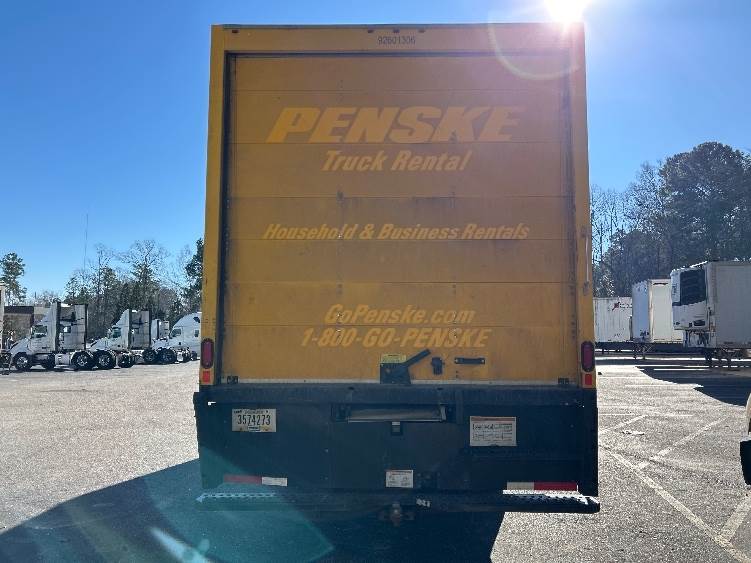 92601306
PENSKE
Truck Rental
Household & Business Rentals
GoPenske.com
1-800-GO-PENSKE
3574273